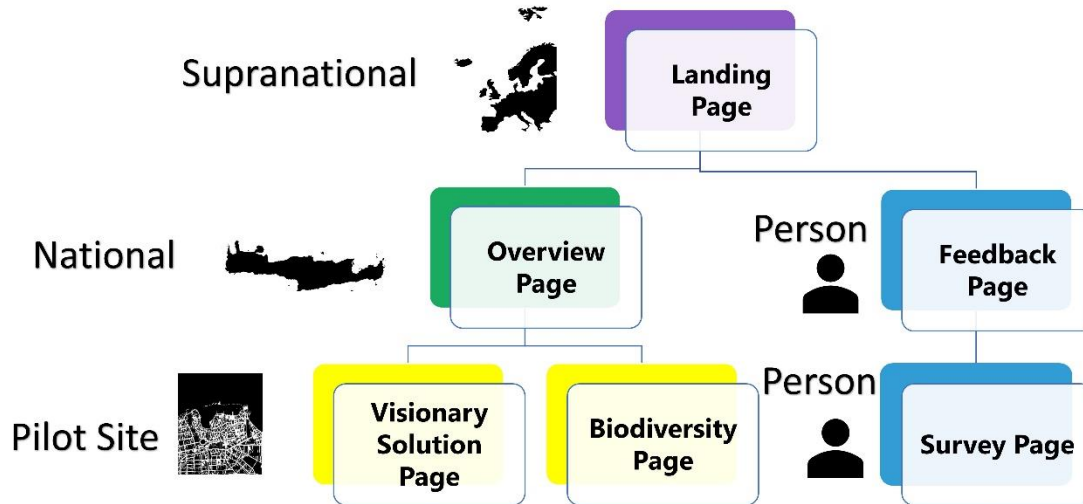 Supranational
Landing
Page
National
Overview
Page
Person
Feedback
Page
Pilot Site
Visionary
Solution
Page
Biodiversity
Page
Person
Survey Page